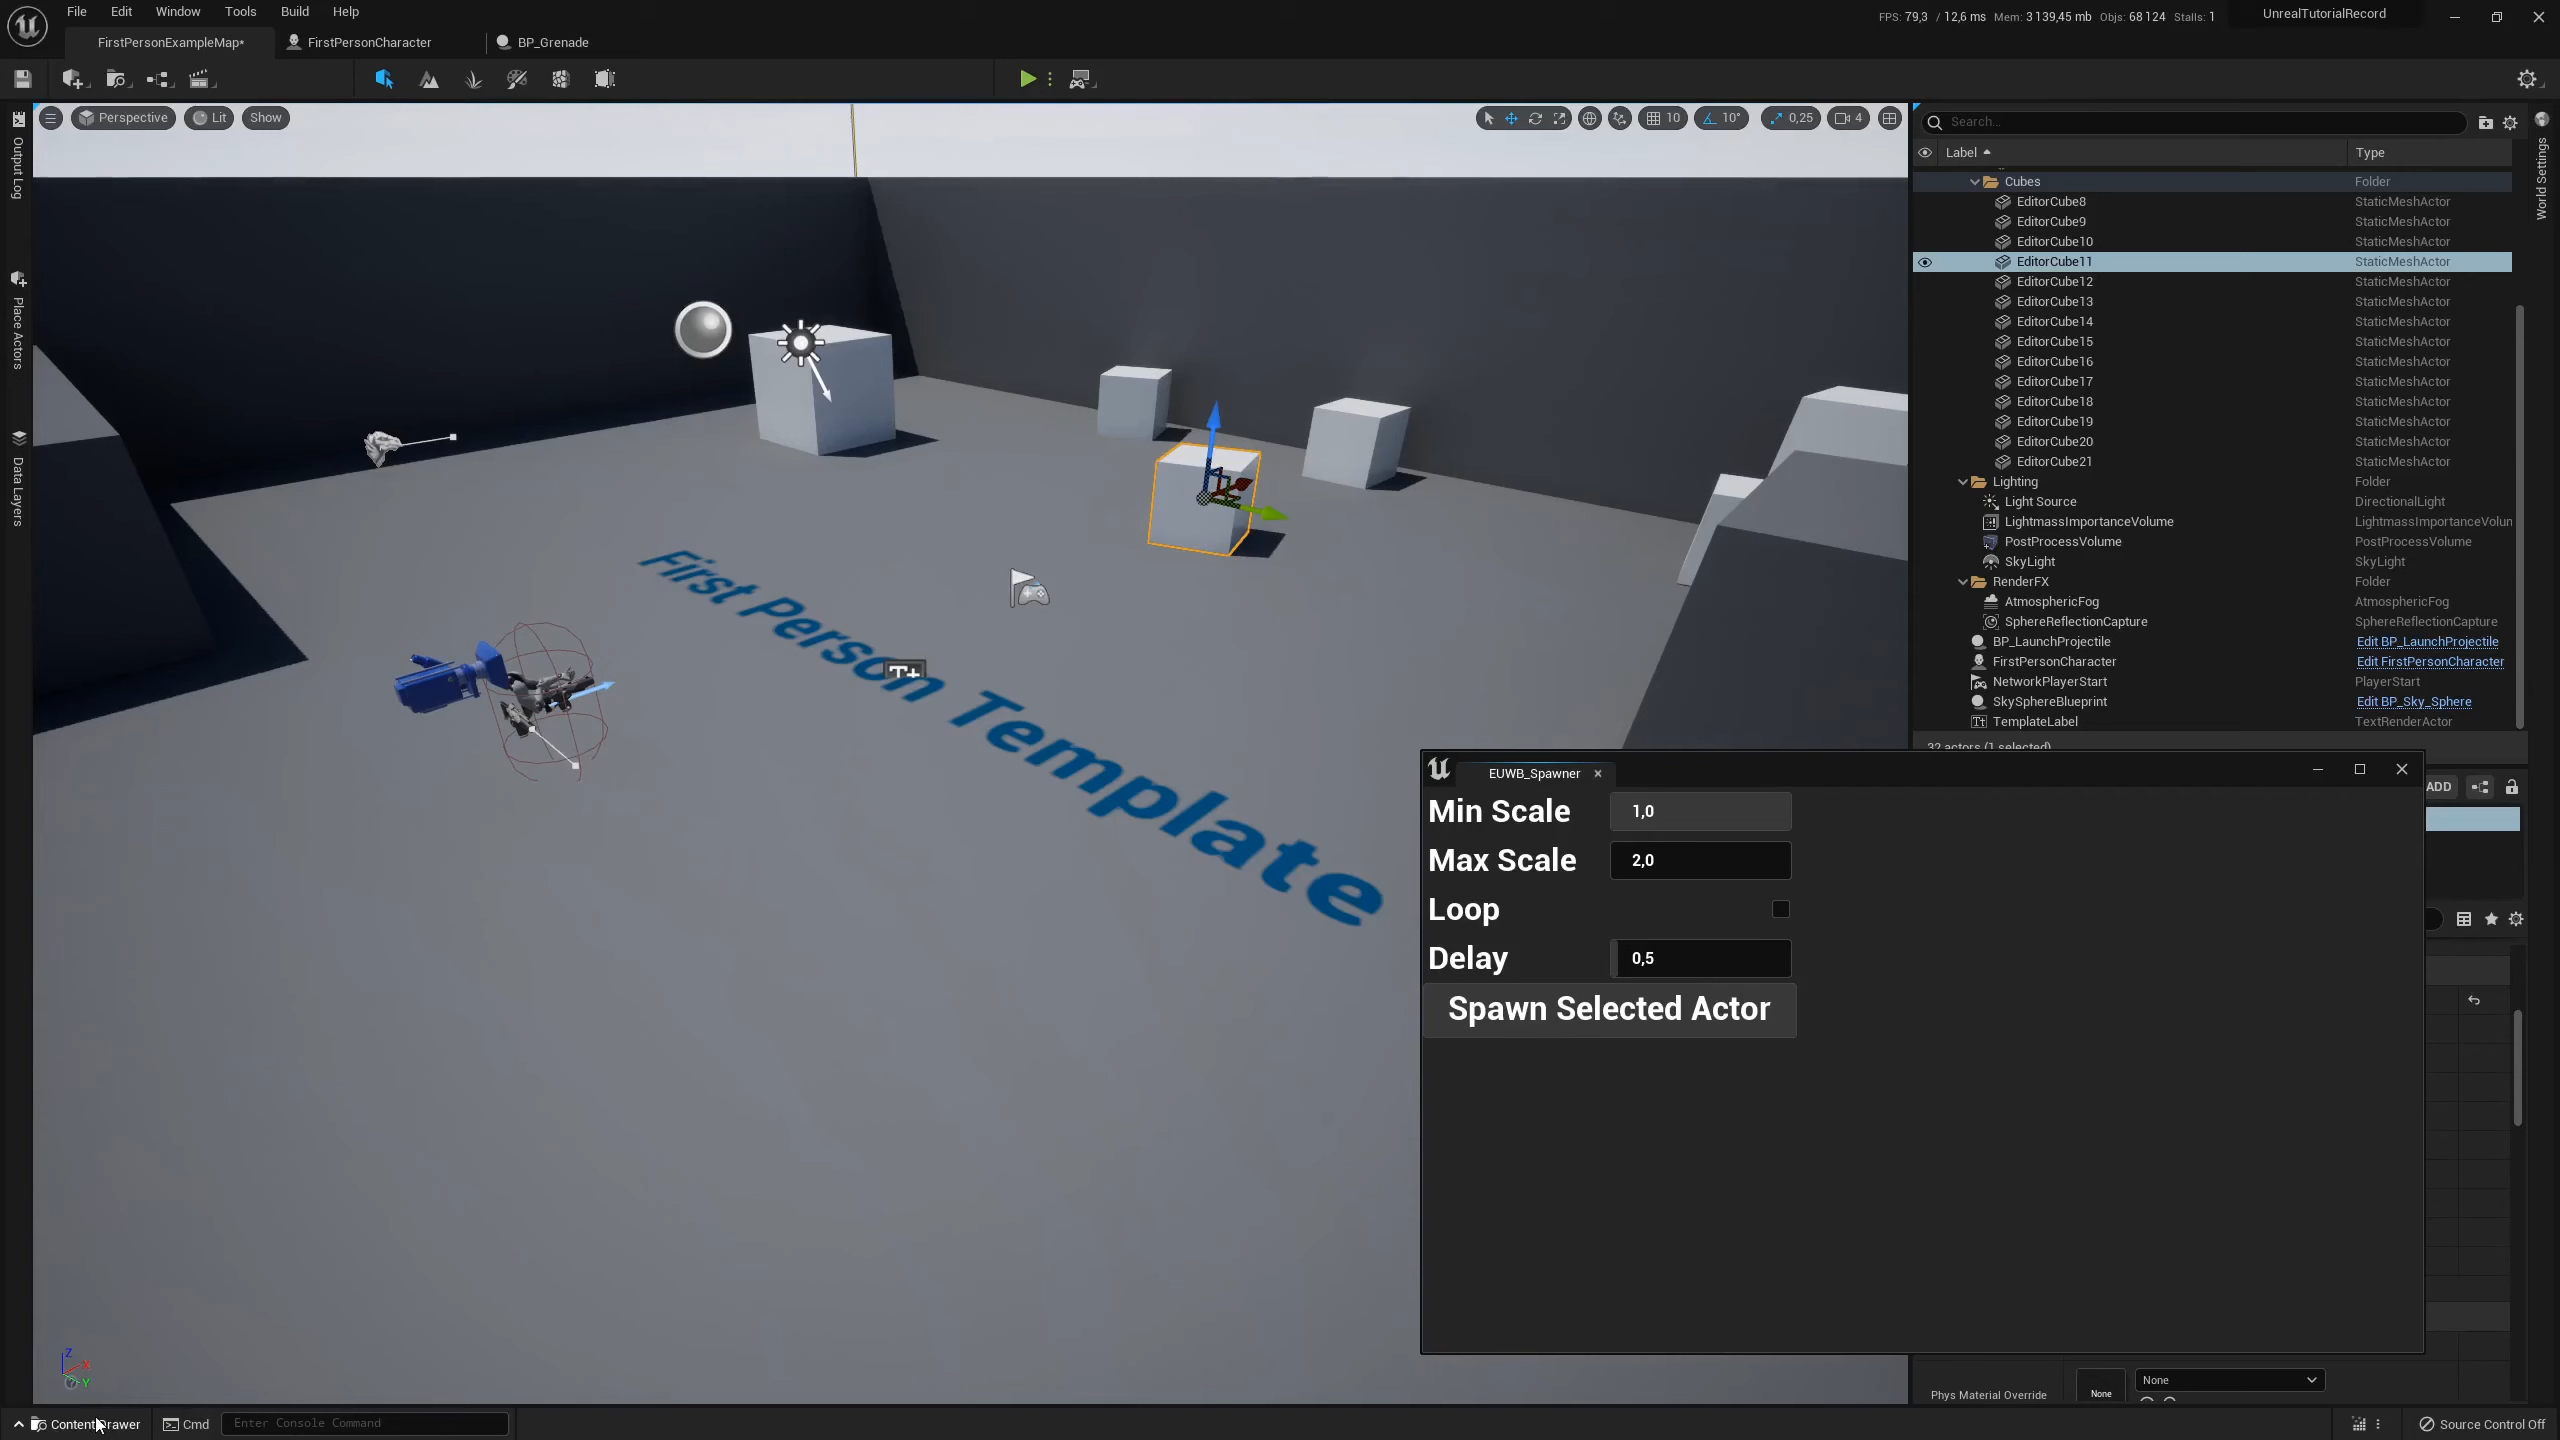 File Edit Window Tools Build Help
FPS: 79,3 / 12,6 ms Mem: 3 139,45 mb Objs: 68 124 Stalls: 1
UnrealTutorialRecord
FirstPersonExampleMap*
FirstPersonCharacter
BP_Grenade
Perspective
Lit
Show
10
10°
0,25
4
Search...
Output Log
Place Actors
Data Layers
World Settings
Label Type
Cubes Folder
EditorCube8 StaticMeshActor
EditorCube9 StaticMeshActor
EditorCube10 StaticMeshActor
EditorCube11 StaticMeshActor
EditorCube12 StaticMeshActor
EditorCube13 StaticMeshActor
EditorCube14 StaticMeshActor
EditorCube15 StaticMeshActor
EditorCube16 StaticMeshActor
EditorCube17 StaticMeshActor
EditorCube18 StaticMeshActor
EditorCube19 StaticMeshActor
EditorCube20 StaticMeshActor
EditorCube21 StaticMeshActor
Lighting Folder
Light Source DirectionalLight
LightmassImportanceVolume LightmassImportanceVolun
PostProcessVolume PostProcessVolume
SkyLight SkyLight
RenderFX Folder
AtmosphericFog AtmosphericFog
SphereReflectionCapture SphereReflectionCapture
BP_LaunchProjectile Edit BP_LaunchProjectile
FirstPersonCharacter Edit FirstPersonCharacter
NetworkPlayerStart PlayerStart
SkySphereBlueprint Edit BP_Sky_Sphere
TemplateLabel TextRenderActor
32 actors (1 selected)
First Person Template
EUWB_Spawner
ADD
Min Scale 1,0
Max Scale 2,0
Loop
Delay 0,5
Spawn Selected Actor
Z
X
Y
Phys Material Override
None
None
Content Drawer
Cmd
Enter Console Command
Source Control Off